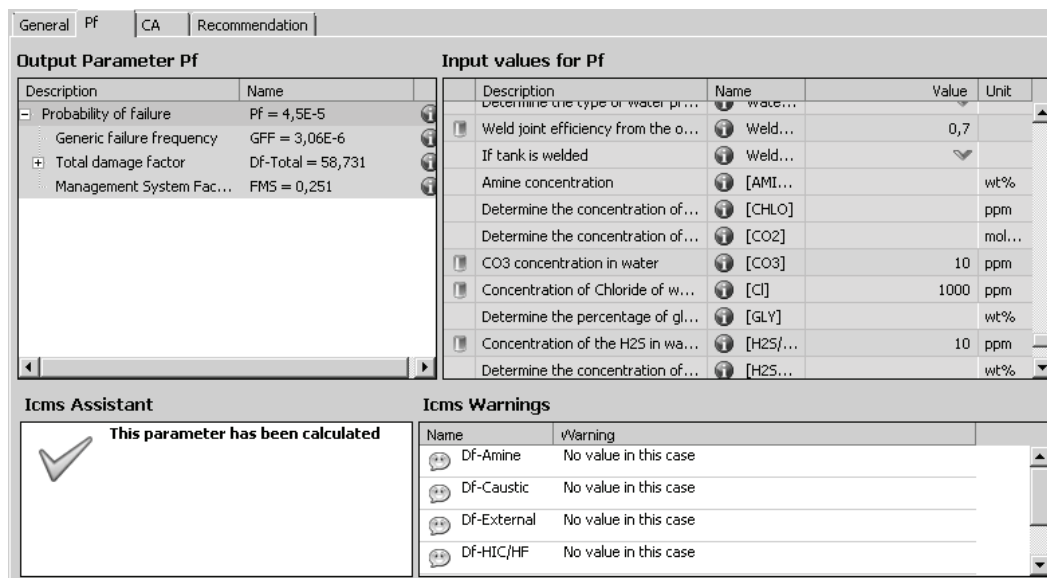 General Pf CA Recommendation
Output Parameter Pf
Description Name
Probability of failure Pf = 4,5E-5
Generic failure frequency GFF = 3,06E-6
Total damage factor Df-Total = 58,731
Management System Fac... FMS = 0,251
Input values for Pf
Description Name Value Unit
Determine the type of water pr... Wate...
Weld joint efficiency from the o... Weld... 0,7
If tank is welded Weld...
Amine concentration [AMI... wt%
Determine the concentration of... [CHLO] ppm
Determine the concentration of... [CO2] mol...
CO3 concentration in water [CO3] 10 ppm
Concentration of Chloride of w... [Cl] 1000 ppm
Determine the percentage of gl... [GLY] wt%
Concentration of the H2S in wa... [H2S/... 10 ppm
Determine the concentration of... [H2S... wt%
Icms Assistant
This parameter has been calculated
Icms Warnings
Name Warning
Df-Amine No value in this case
Df-Caustic No value in this case
Df-External No value in this case
Df-HIC/HF No value in this case